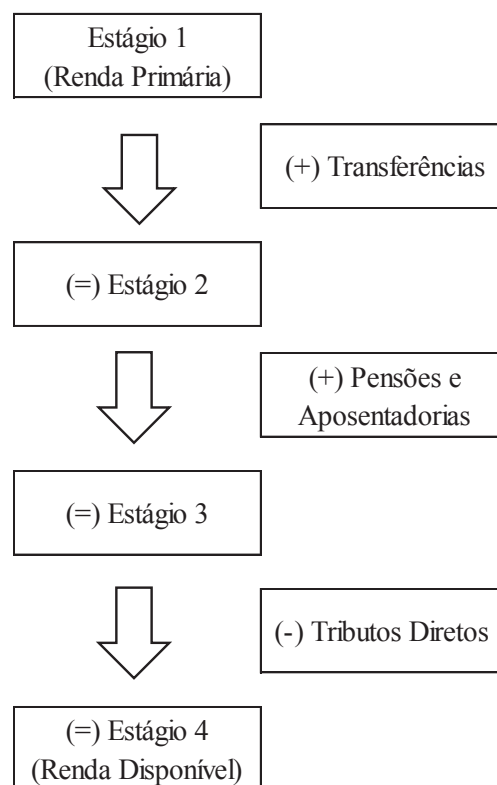 Estágio 1
(Renda Primária)
(+) Transferências
(=) Estágio 2
(+) Pensões e
Aposentadorias
(=) Estágio 3
(-) Tributos Diretos
(=) Estágio 4
(Renda Disponível)